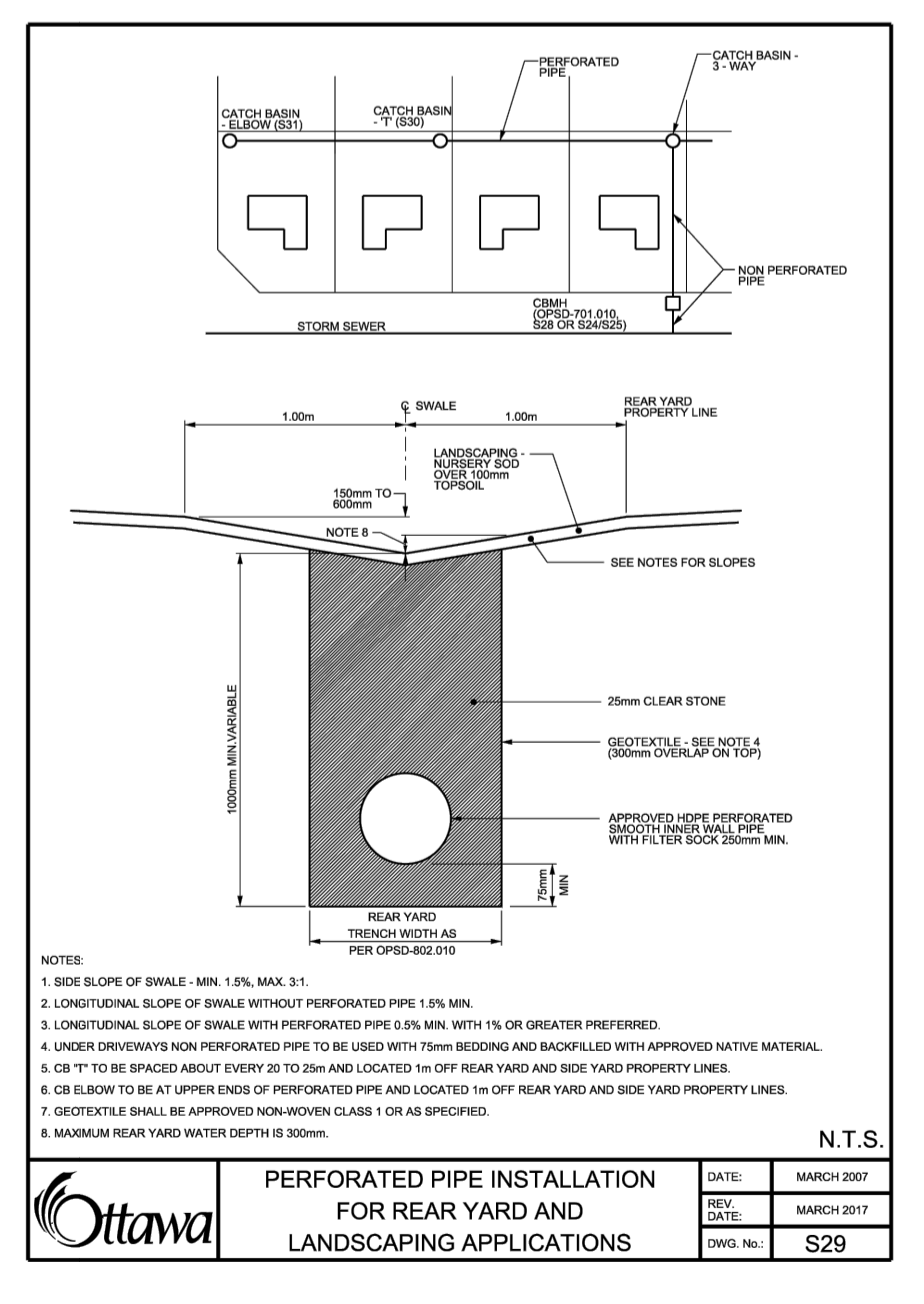 PERFORATED
PIPE
CATCH BASIN -
3 - WAY
CATCH BASIN
- ELBOW (S31)
CATCH BASIN
- 'T' (S30)
NON PERFORATED
PIPE
CBMH
(OPSD-701.010,
S28 OR S24/S25)
STORM SEWER
℄ SWALE
1.00m
1.00m
REAR YARD
PROPERTY LINE
LANDSCAPING -
NURSERY SOD
OVER 100mm
TOPSOIL
150mm TO
600mm
NOTE 8
SEE NOTES FOR SLOPES
1000mm MIN.VARIABLE
25mm CLEAR STONE
GEOTEXTILE - SEE NOTE 4
(300mm OVERLAP ON TOP)
APPROVED HDPE PERFORATED
SMOOTH INNER WALL PIPE
WITH FILTER SOCK 250mm MIN.
75mm
MIN
REAR YARD
TRENCH WIDTH AS
PER OPSD-802.010
NOTES:
1. SIDE SLOPE OF SWALE - MIN. 1.5%, MAX. 3:1.
2. LONGITUDINAL SLOPE OF SWALE WITHOUT PERFORATED PIPE 1.5% MIN.
3. LONGITUDINAL SLOPE OF SWALE WITH PERFORATED PIPE 0.5% MIN. WITH 1% OR GREATER PREFERRED.
4. UNDER DRIVEWAYS NON PERFORATED PIPE TO BE USED WITH 75mm BEDDING AND BACKFILLED WITH APPROVED NATIVE MATERIAL.
5. CB "T" TO BE SPACED ABOUT EVERY 20 TO 25m AND LOCATED 1m OFF REAR YARD AND SIDE YARD PROPERTY LINES.
6. CB ELBOW TO BE AT UPPER ENDS OF PERFORATED PIPE AND LOCATED 1m OFF REAR YARD AND SIDE YARD PROPERTY LINES.
7. GEOTEXTILE SHALL BE APPROVED NON-WOVEN CLASS 1 OR AS SPECIFIED.
8. MAXIMUM REAR YARD WATER DEPTH IS 300mm.
N.T.S.
Ottawa
PERFORATED PIPE INSTALLATION
FOR REAR YARD AND
LANDSCAPING APPLICATIONS
DATE: MARCH 2007
REV.
DATE: MARCH 2017
DWG. No.: S29